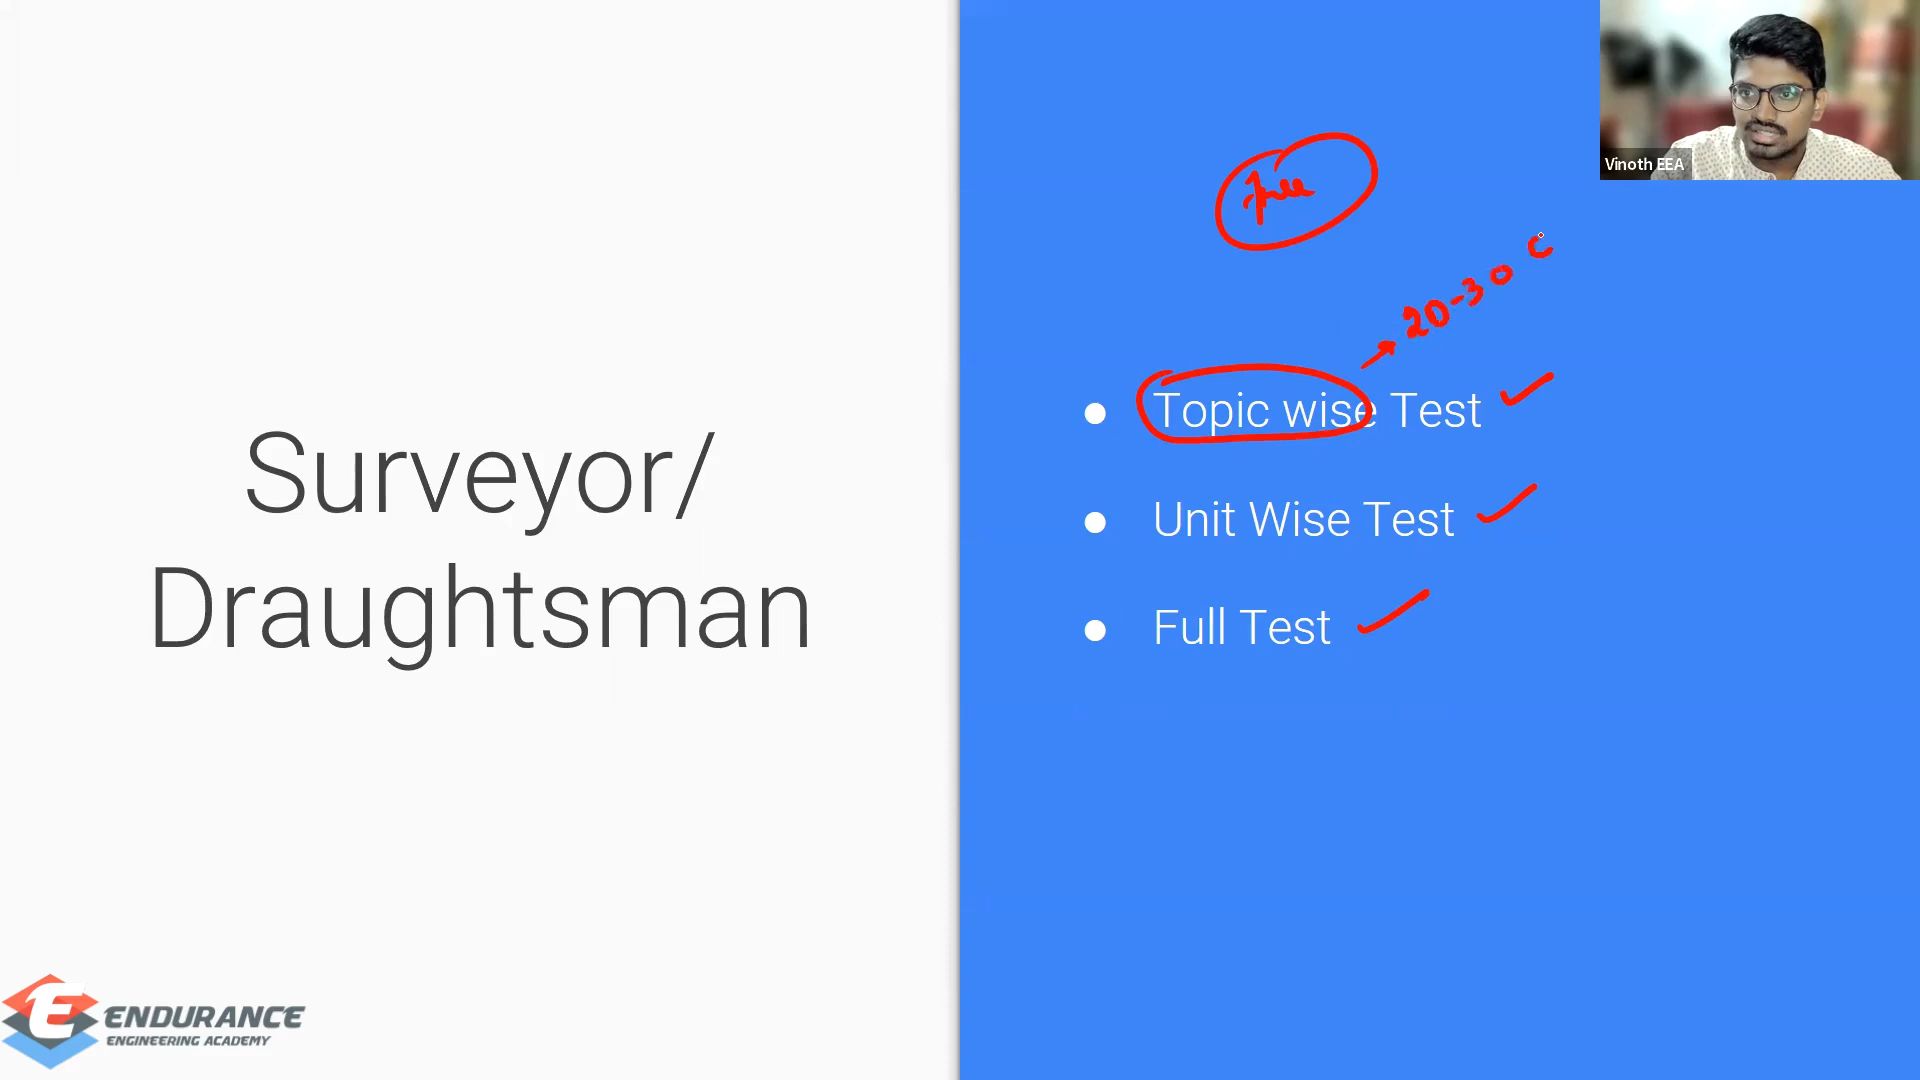 Surveyor/
Draughtsman
free
20-30 C
● Topic wise Test
● Unit Wise Test
● Full Test
Vinoth EEA
E ENDURANCE
ENGINEERING ACADEMY